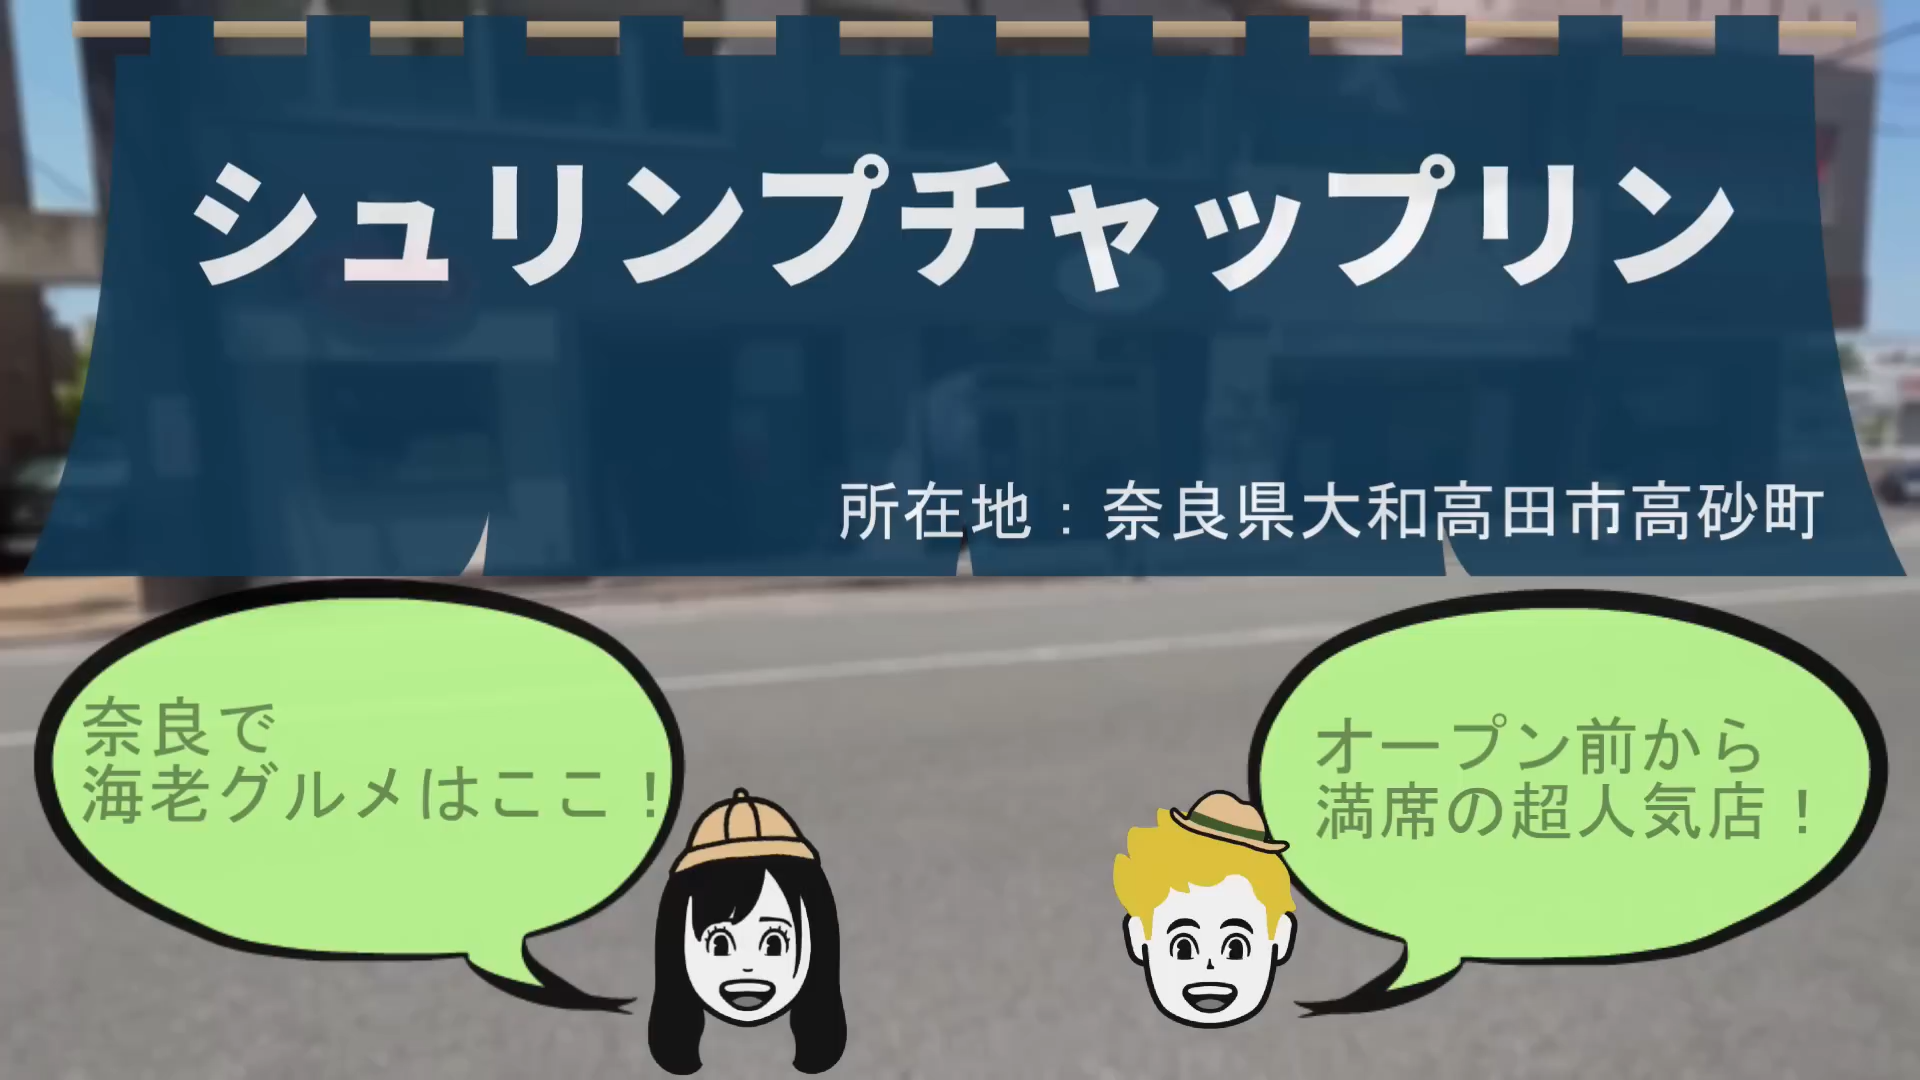 シュリンプチャップリン
所在地：奈良県大和高田市高砂町
奈良で
海老グルメはここ！
オープン前から
満席の超人気店！